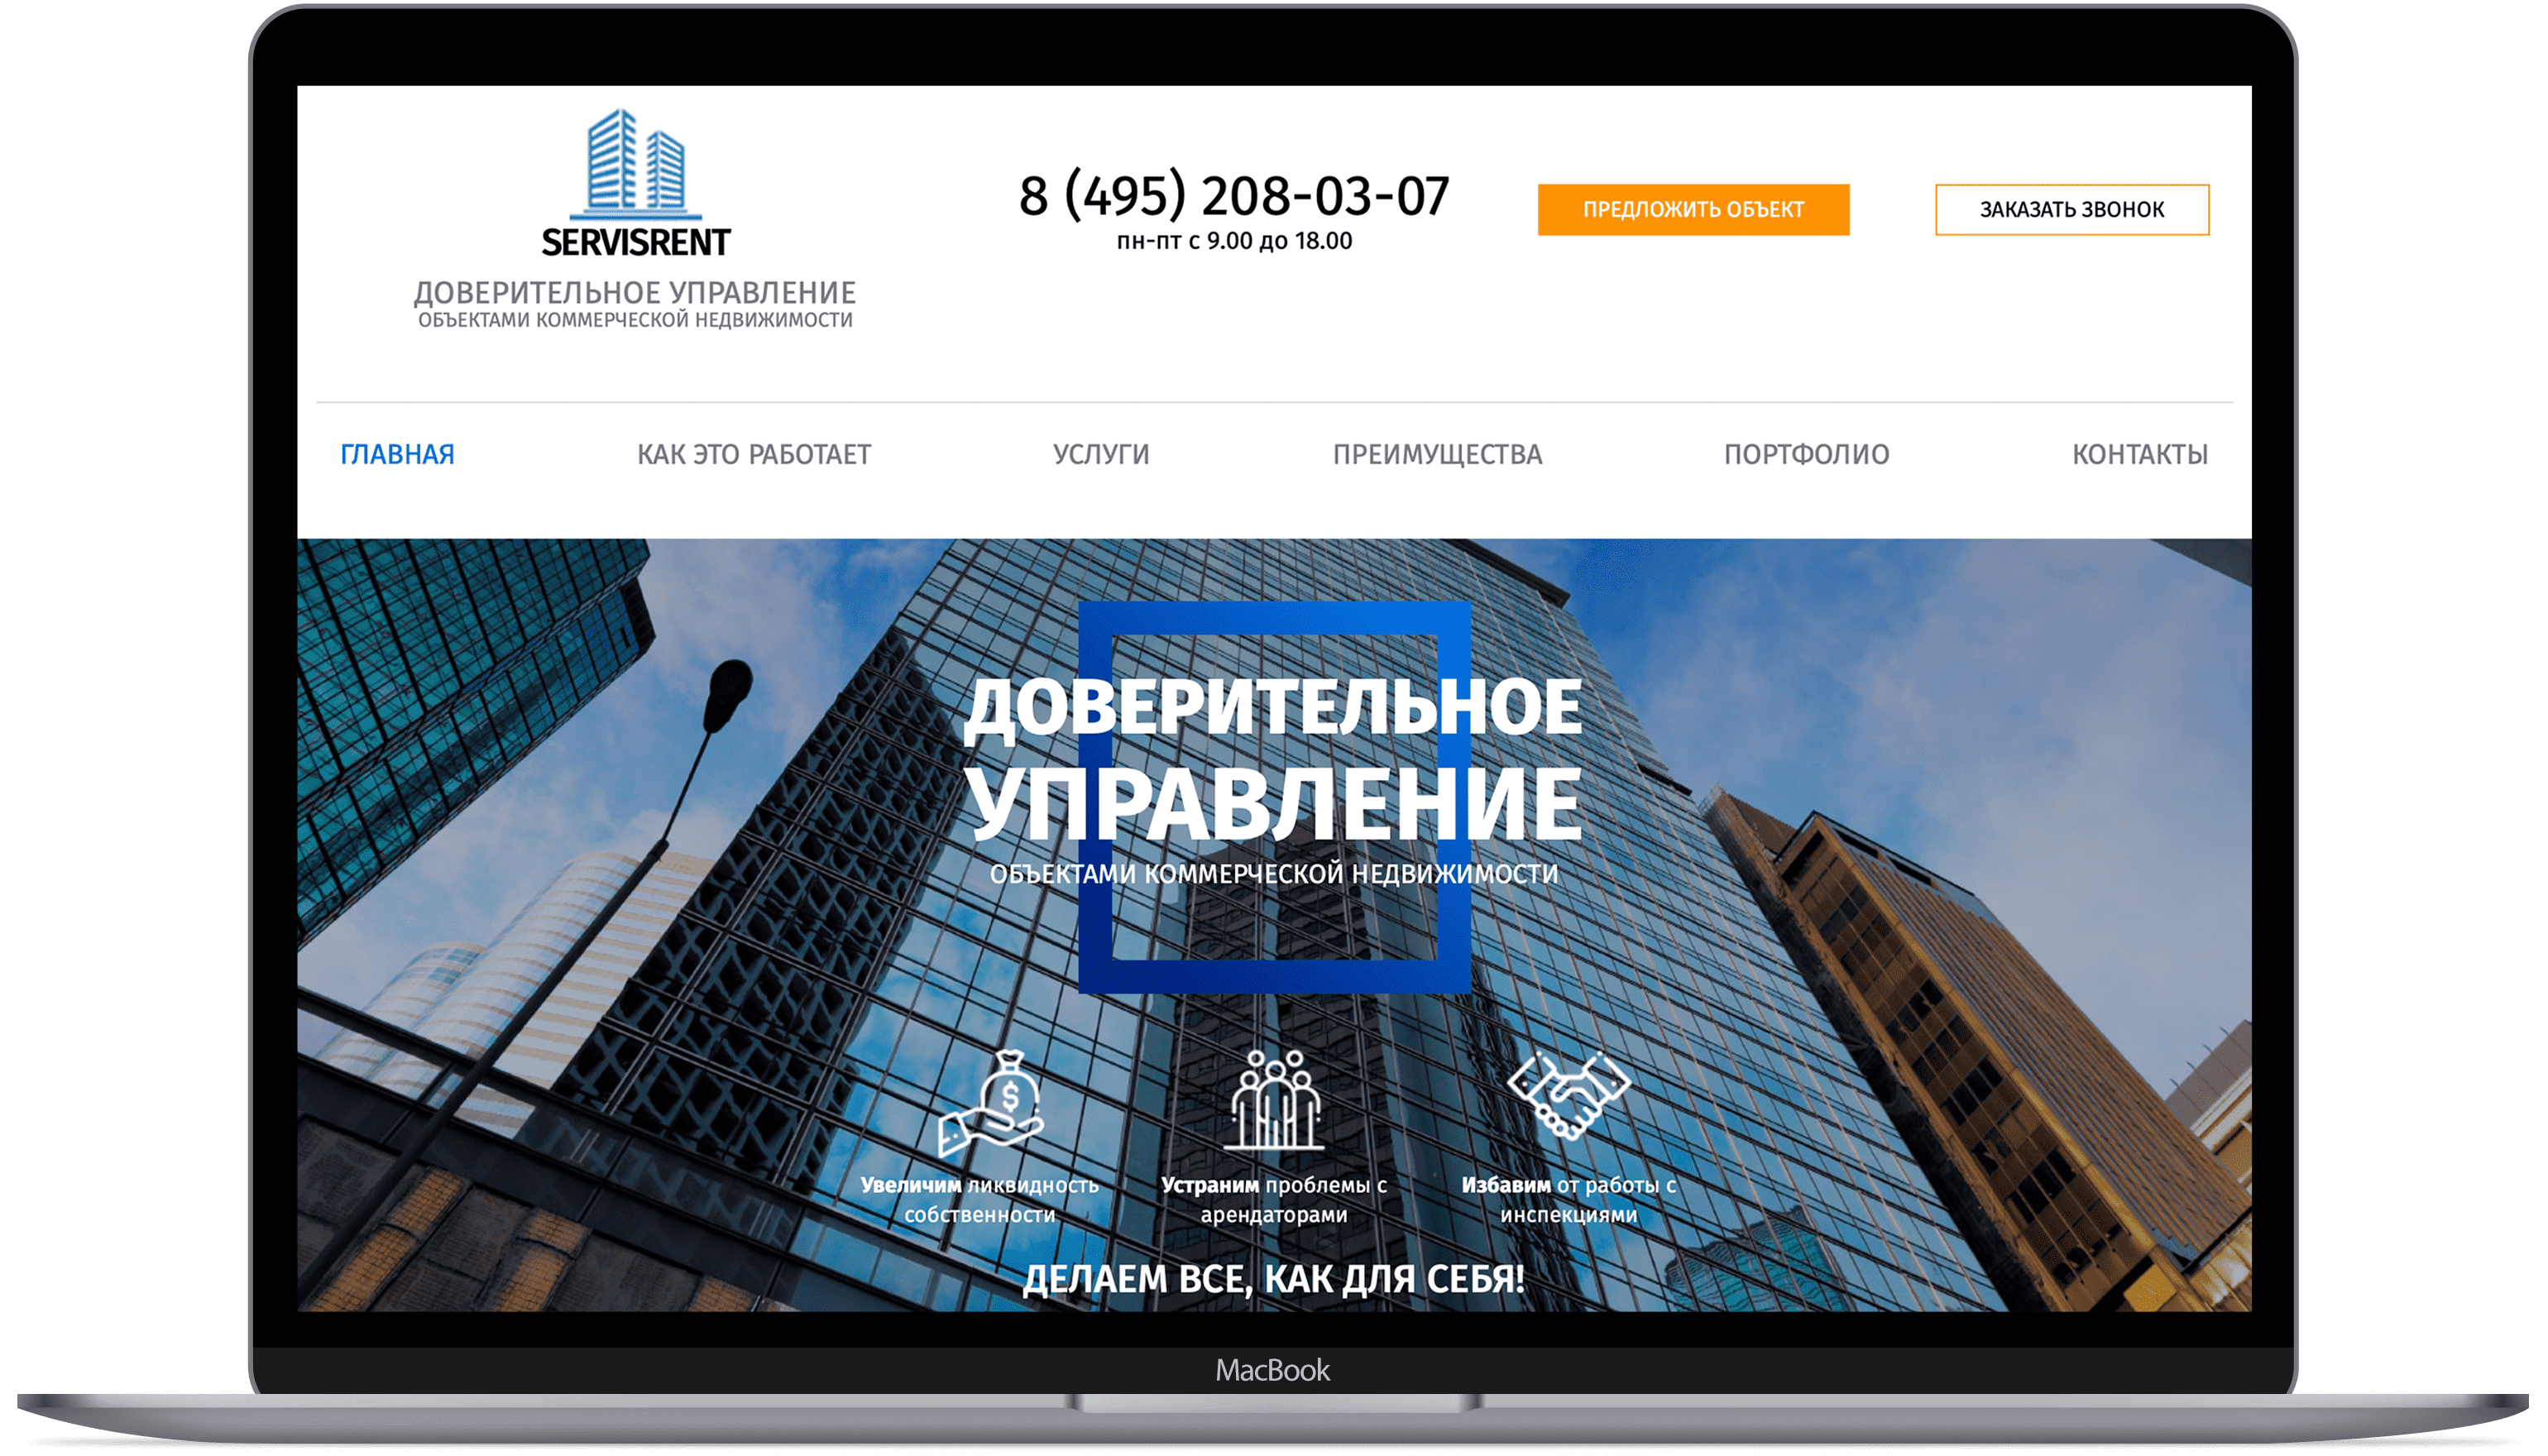 SERVISRENT
ДОВЕРИТЕЛЬНОЕ УПРАВЛЕНИЕ
ОБЪЕКТАМИ КОММЕРЧЕСКОЙ НЕДВИЖИМОСТИ
8 (495) 208-03-07
пн-пт с 9.00 до 18.00
ПРЕДЛОЖИТЬ ОБЪЕКТ
ЗАКАЗАТЬ ЗВОНОК
ГЛАВНАЯ
КАК ЭТО РАБОТАЕТ
УСЛУГИ
ПРЕИМУЩЕСТВА
ПОРТФОЛИО
КОНТАКТЫ
ДОВЕРИТЕЛЬНОЕ
УПРАВЛЕНИЕ
ОБЪЕКТАМИ КОММЕРЧЕСКОЙ НЕДВИЖИМОСТИ
Увеличим ликвидность
собственности
Устраним проблемы с
арендаторами
Избавим от работы с
инспекциями
ДЕЛАЕМ ВСЕ, КАК ДЛЯ СЕБЯ!
MacBook